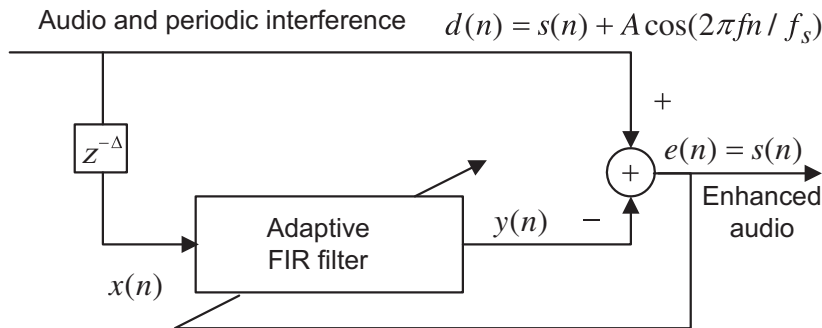 Audio and periodic interference
d(n) = s(n) + A cos(2πfn / f_s)
+
z^{-Δ}
e(n) = s(n)
+
Enhanced
audio
Adaptive
FIR filter
y(n)
−
x(n)